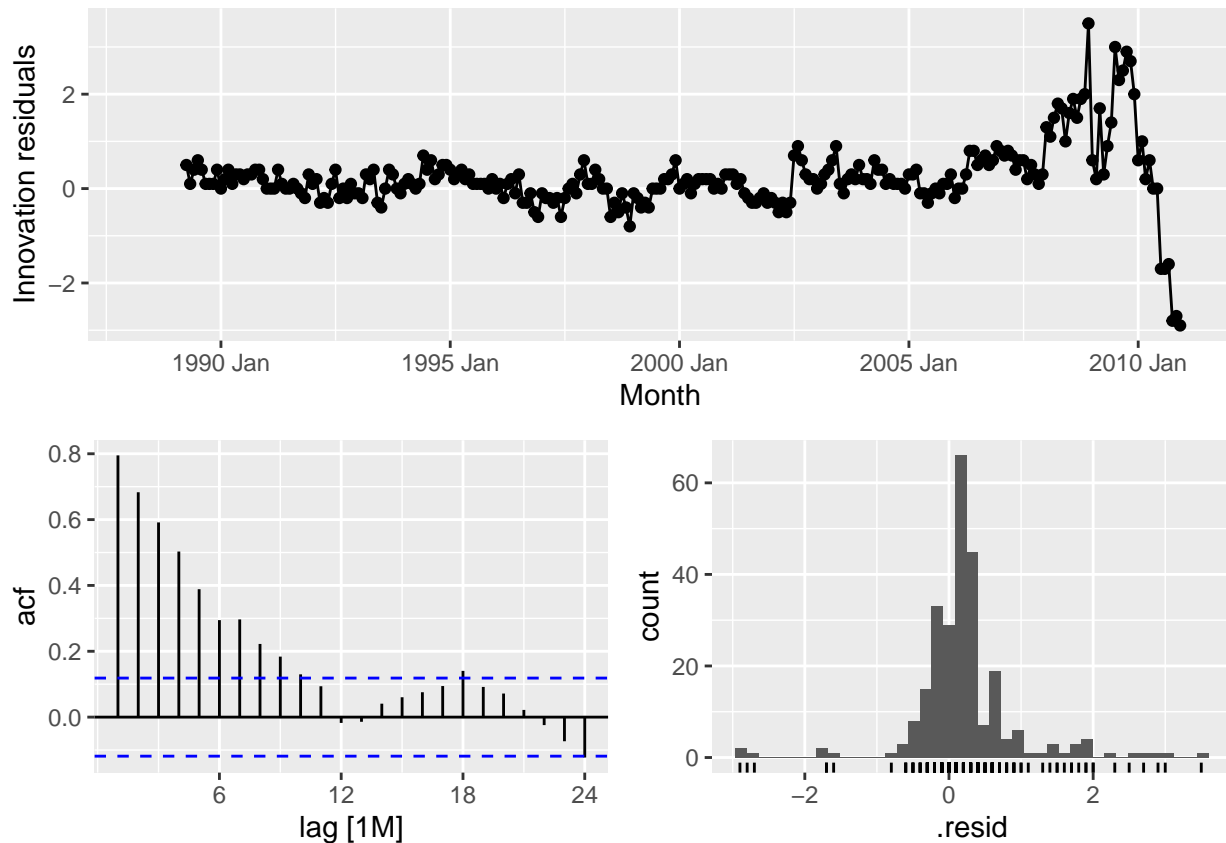 Innovation residuals
2
0
−2
1990 Jan 1995 Jan 2000 Jan 2005 Jan 2010 Jan
Month
acf
0.8
0.6
0.4
0.2
0.0
6 12 18 24
lag [1M]
count
60
40
20
0
−2 0 2
.resid